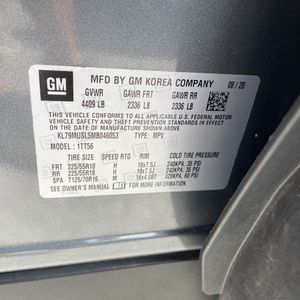 GM
MFD BY GM KOREA COMPANY 08/20
GVWR GAWR FRT GAWR RR
4409 LB 2336 LB 2336 LB
THIS VEHICLE CONFORMS TO ALL APPLICABLE U.S. FEDERAL MOTOR
VEHICLE SAFETY AND THEFT PREVENTION STANDARDS IN EFFECT ON
THE DATE OF MANUFACTURE SHOWN ABOVE.
KL79MUSL5MB046053 TYPE: MPV
MODEL: 1TT56
TIRE SIZE SPEED RTG RIM COLD TIRE PRESSURE
FRT 225/55R18 H 18x7.5J 240KPA, 35 PSI
RR 225/55R18 H 18x7.5J 240KPA, 35 PSI
SPA T125/70R16 M 16x4.0BT 420KPA, 60 PSI
SEE OWNER'S MANUAL